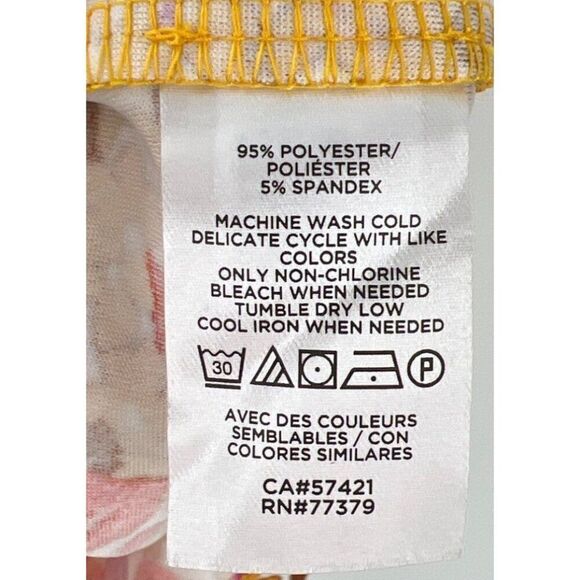 95% POLYESTER/
POLIÉSTER
5% SPANDEX
MACHINE WASH COLD
DELICATE CYCLE WITH LIKE
COLORS
ONLY NON-CHLORINE
BLEACH WHEN NEEDED
TUMBLE DRY LOW
COOL IRON WHEN NEEDED
30 P
AVEC DES COULEURS
SEMBLABLES / CON
COLORES SIMILARES
CA#57421
RN#77379